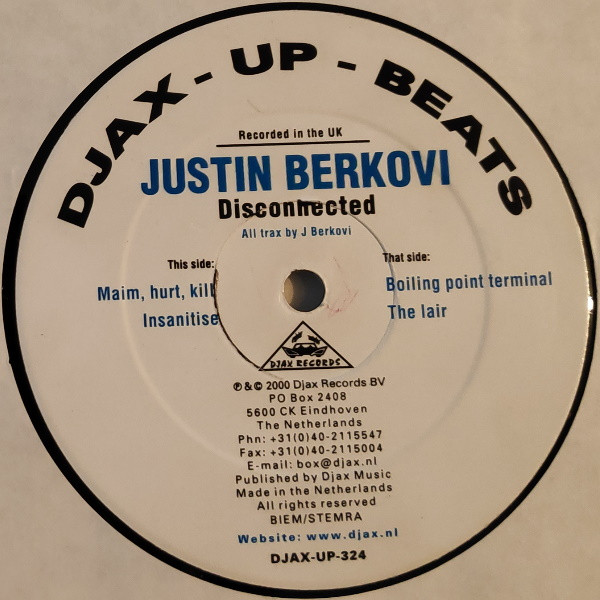 DJAX-UP-BEATS
Recorded in the UK
JUSTIN BERKOVI
Disconnected
All trax by J Berkovi
This side:
Maim, hurt, kill
Insanitise
That side:
Boiling point terminal
The lair
DJAX RECORDS
℗&© 2000 Djax Records BV
PO Box 2408
5600 CK Eindhoven
The Netherlands
Phn: +31(0)40-2115547
Fax: +31(0)40-2115004
E-mail: box@djax.nl
Published by Djax Music
Made in the Netherlands
All rights reserved
BIEM/STEMRA
Website: www.djax.nl
DJAX-UP-324